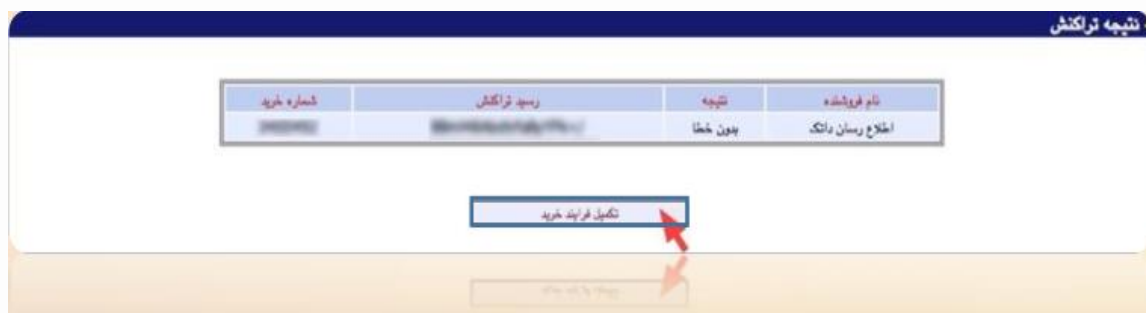 نتیجه تراکنش
نام فروشنده نتیجه رسید تراکنش شماره خرید
اطلاع رسان داتک بدون خطا
تکمیل فرایند خرید